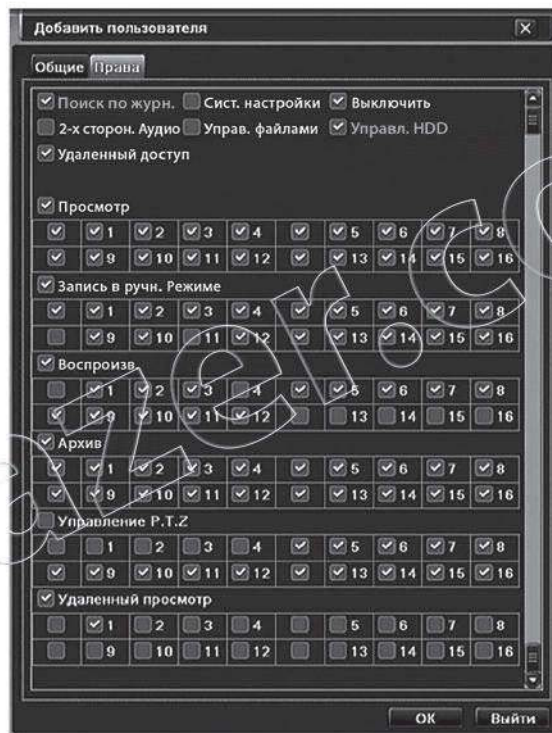 Добавить пользователя
Общие Права
Поиск по журн. Сист. настройки Выключить
2-х сторон. Аудио Управ. файлами Управл. HDD
Удаленный доступ
Просмотр
1 2 3 4 5 6 7 8
9 10 11 12 13 14 15 16
Запись в ручн. Режиме
1 2 3 4 5 6 7 8
9 10 11 12 13 14 15 16
Воспроизв
1 2 3 4 5 6 7 8
9 10 11 12 13 14 15 16
Архив
1 2 3 4 5 6 7 8
9 10 11 12 13 14 15 16
Управление P.T.Z
1 2 3 4 5 6 7 8
9 10 11 12 13 14 15 16
Удаленный просмотр
1 2 3 4 5 6 7 8
9 10 11 12 13 14 15 16
OK Выйти